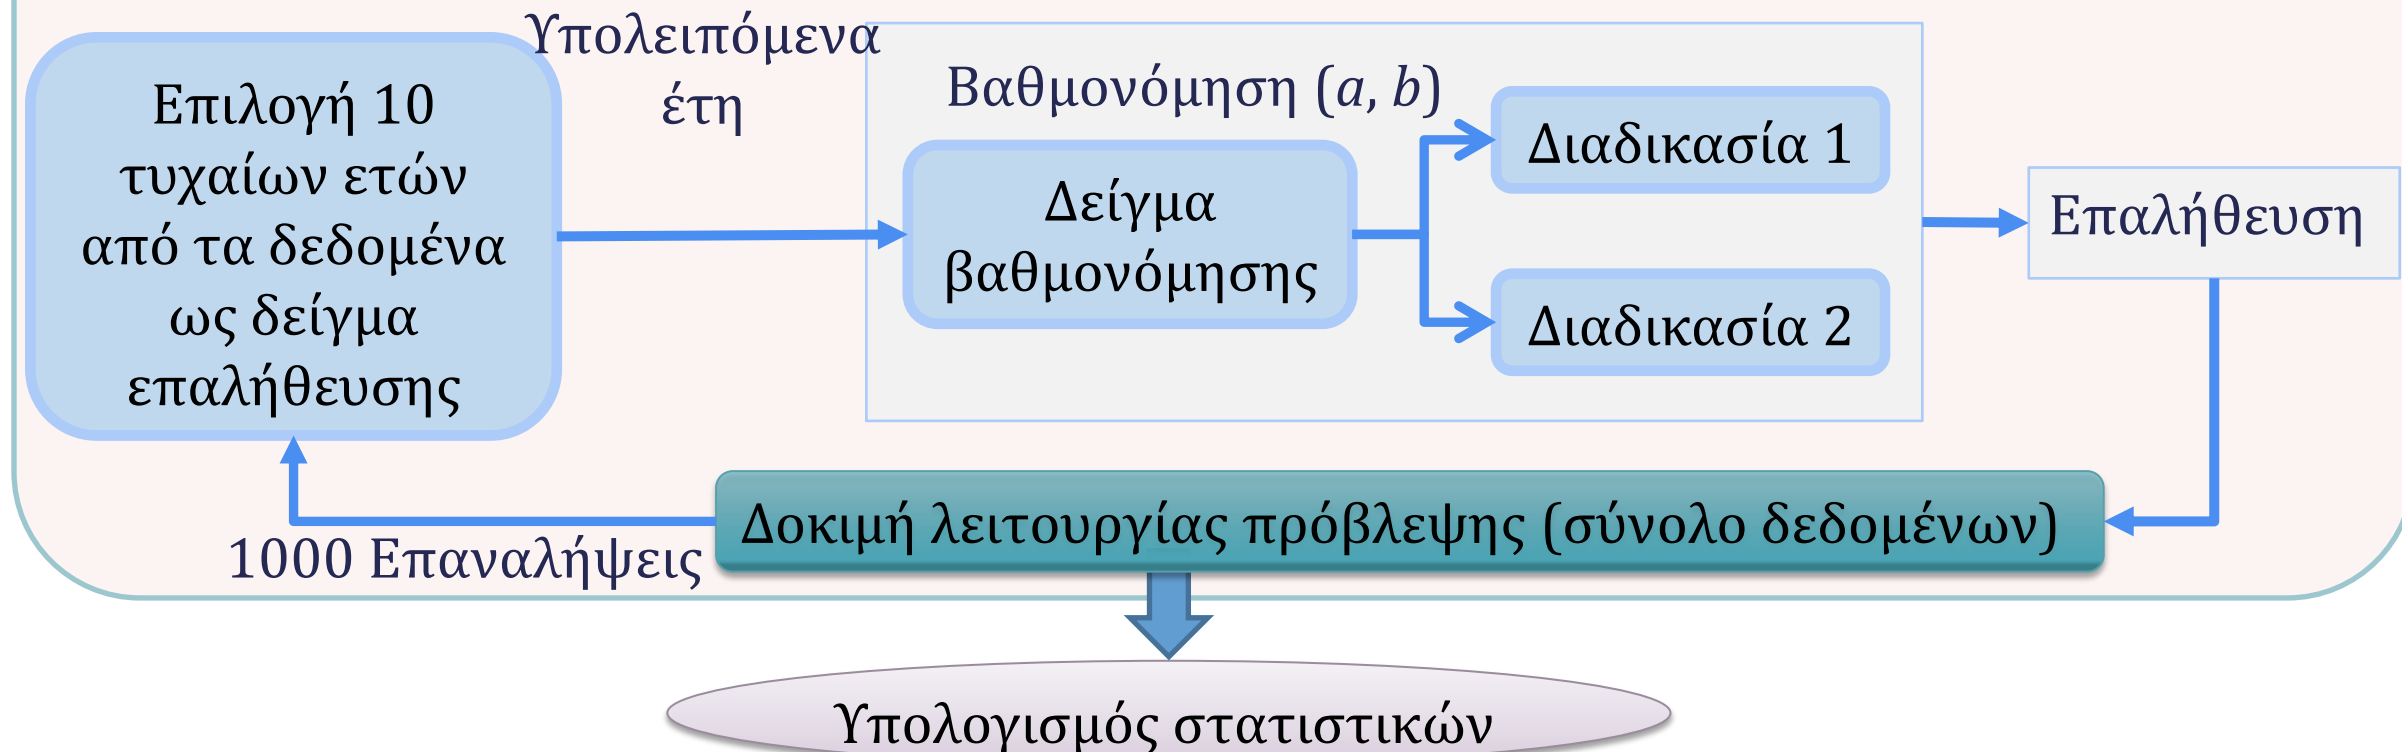 Επιλογή 10
τυχαίων ετών
από τα δεδομένα
ως δείγμα
επαλήθευσης
Υπολειπόμενα
έτη
Βαθμονόμηση (a, b)
Δείγμα
βαθμονόμησης
Διαδικασία 1
Διαδικασία 2
Επαλήθευση
Δοκιμή λειτουργίας πρόβλεψης (σύνολο δεδομένων)
1000 Επαναλήψεις
Υπολογισμός στατιστικών